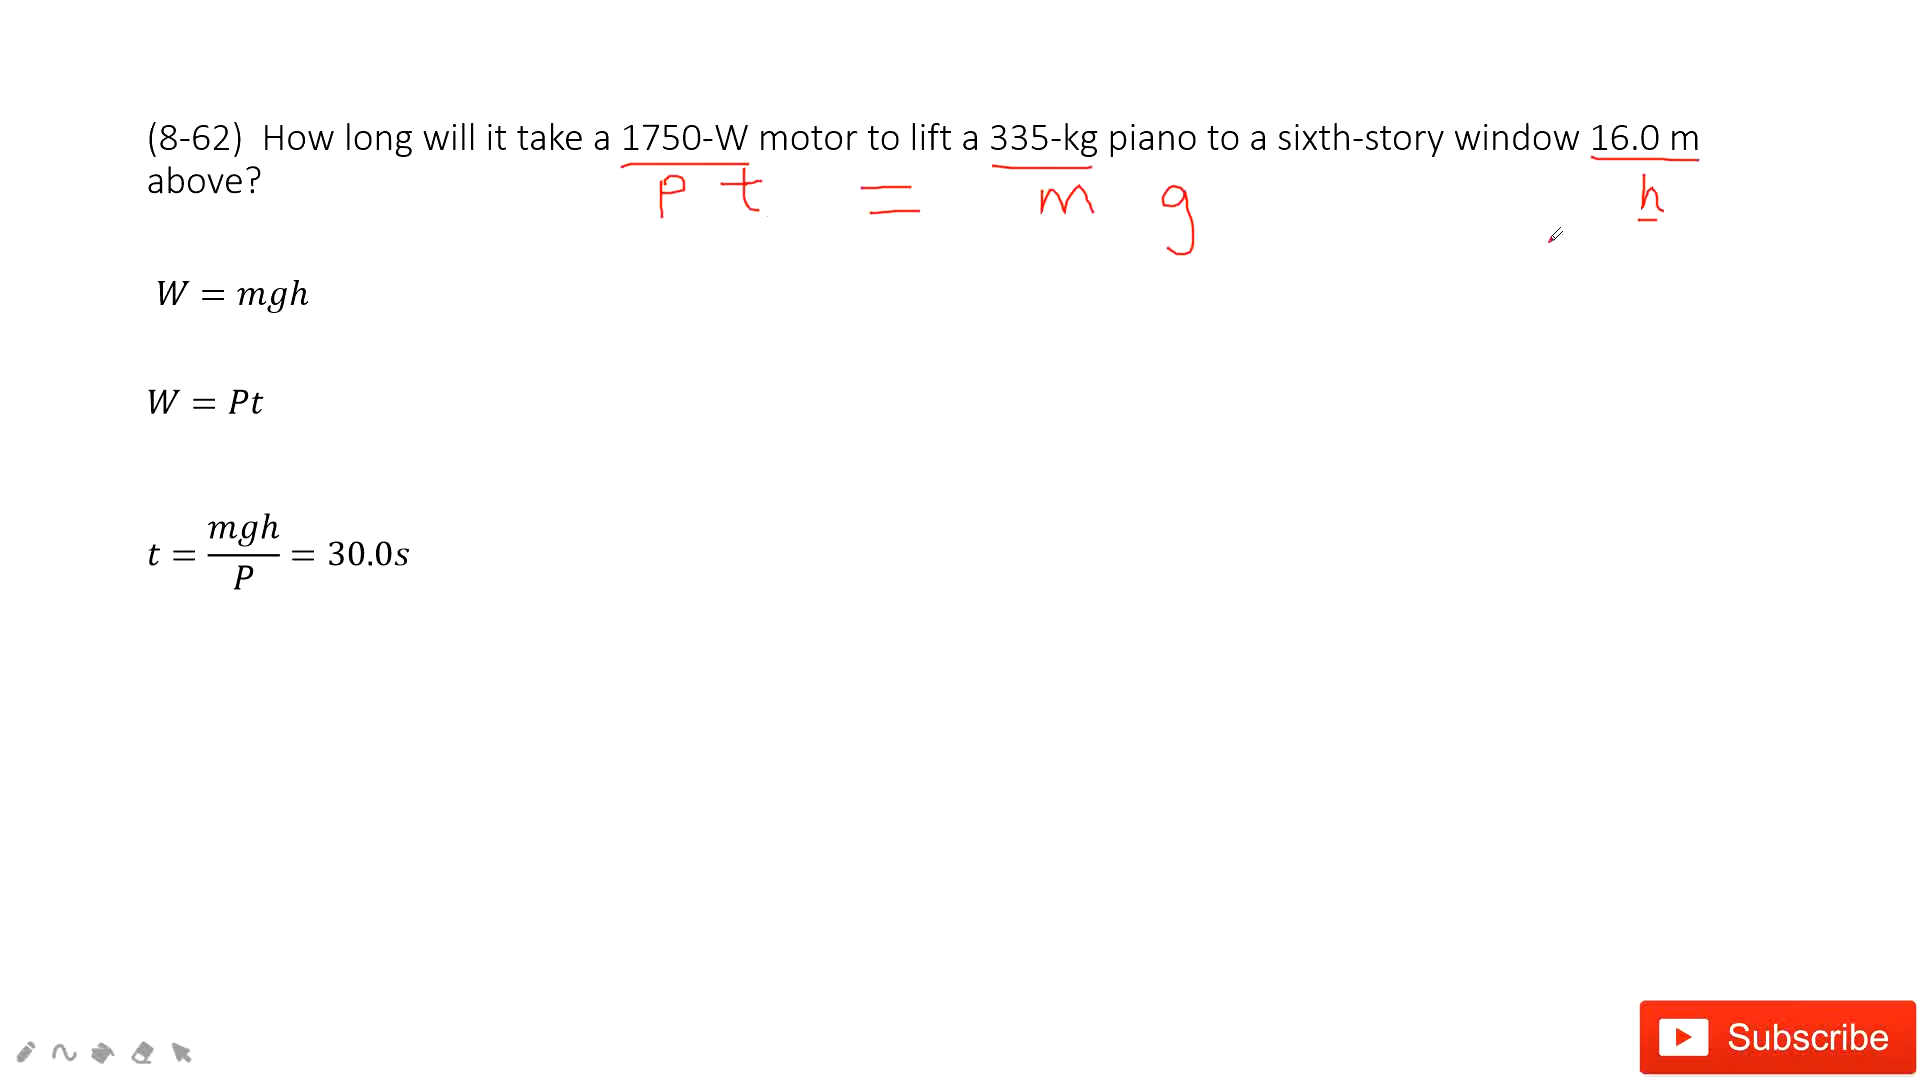 (8-62)  How long will it take a 1750-W motor to lift a 335-kg piano to a sixth-story window 16.0 m
above?
P t = m g h
W = mgh
W = Pt
t = mgh/P = 30.0s
Subscribe